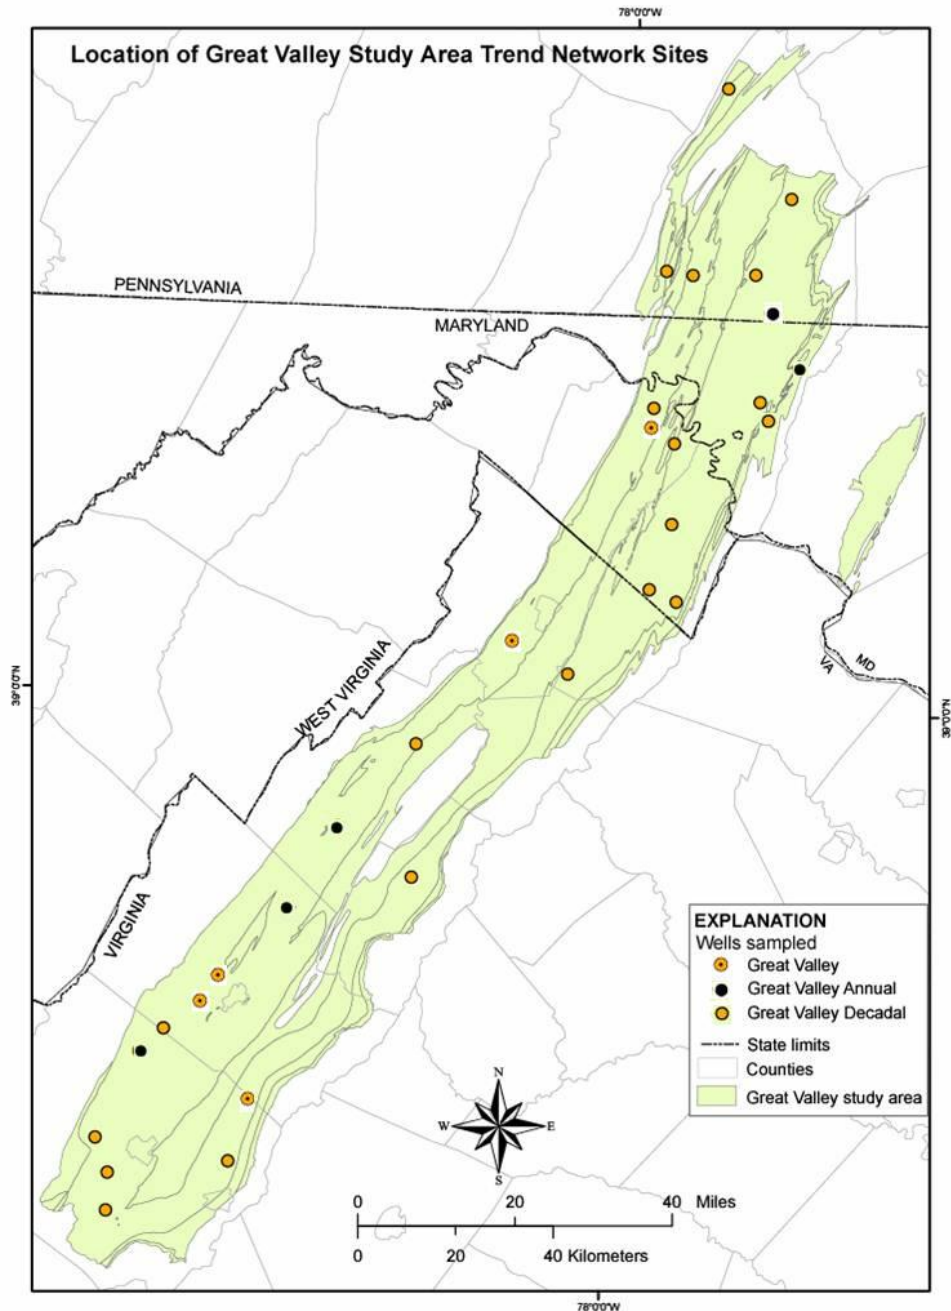 78°0'0"W
Location of Great Valley Study Area Trend Network Sites
PENNSYLVANIA
MARYLAND
39°0'0"N
WEST VIRGINIA
MD
VA
39°0'0"N
VIRGINIA
EXPLANATION
Wells sampled
Great Valley
Great Valley Annual
Great Valley Decadal
State limits
Counties
Great Valley study area
N
W E
S
0 20 40 Miles
0 20 40 Kilometers
78°0'0"W